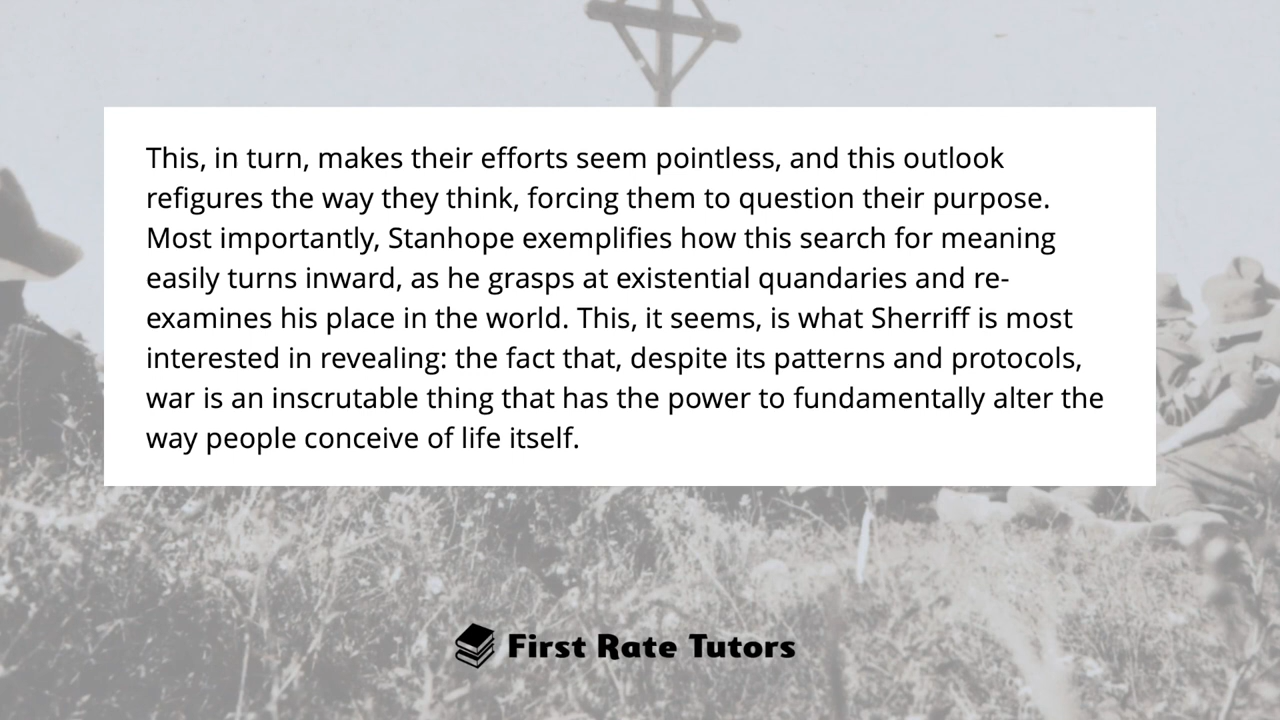 This, in turn, makes their efforts seem pointless, and this outlook
refigures the way they think, forcing them to question their purpose.
Most importantly, Stanhope exemplifies how this search for meaning
easily turns inward, as he grasps at existential quandaries and re-
examines his place in the world. This, it seems, is what Sherriff is most
interested in revealing: the fact that, despite its patterns and protocols,
war is an inscrutable thing that has the power to fundamentally alter the
way people conceive of life itself.
First Rate Tutors